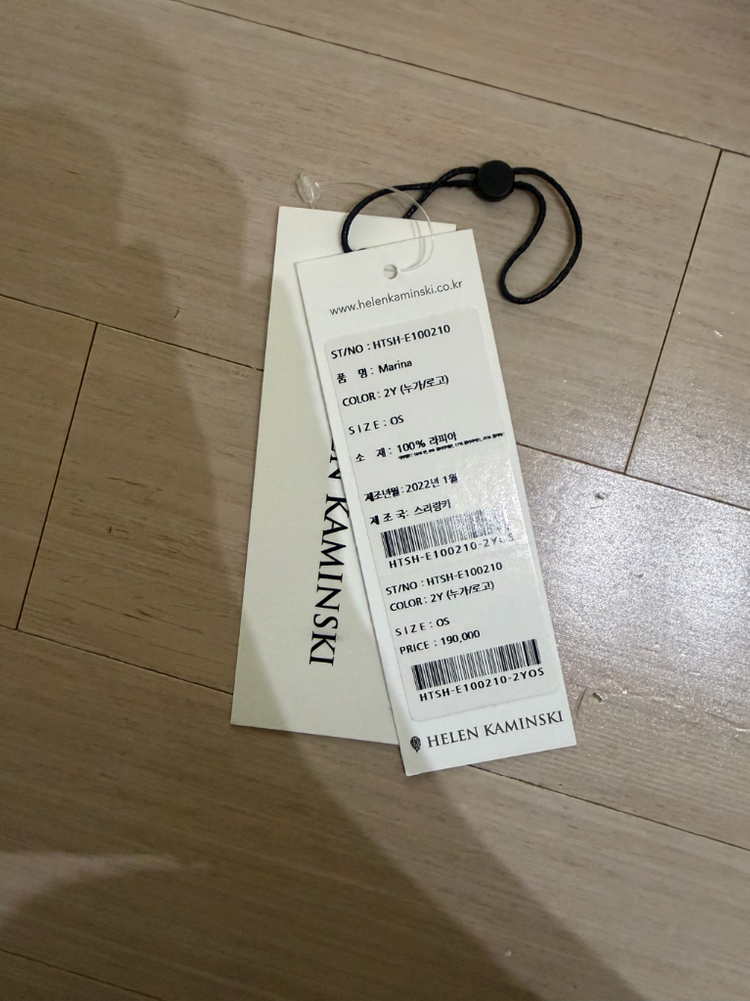 www.helenkaminski.co.kr
ST/NO : HTSH-E100210
품 명 : Marina
COLOR : 2Y (누가/로고)
SIZE : OS
소 재 : 100% 라피아
제조년월 : 2022년 1월
제 조 국 : 스리랑카
HTSH-E100210-2YOS
ST/NO : HTSH-E100210
COLOR : 2Y (누가/로고)
SIZE : OS
PRICE : 190,000
HTSH-E100210-2YOS
HELEN KAMINSKI
KAMINSKI